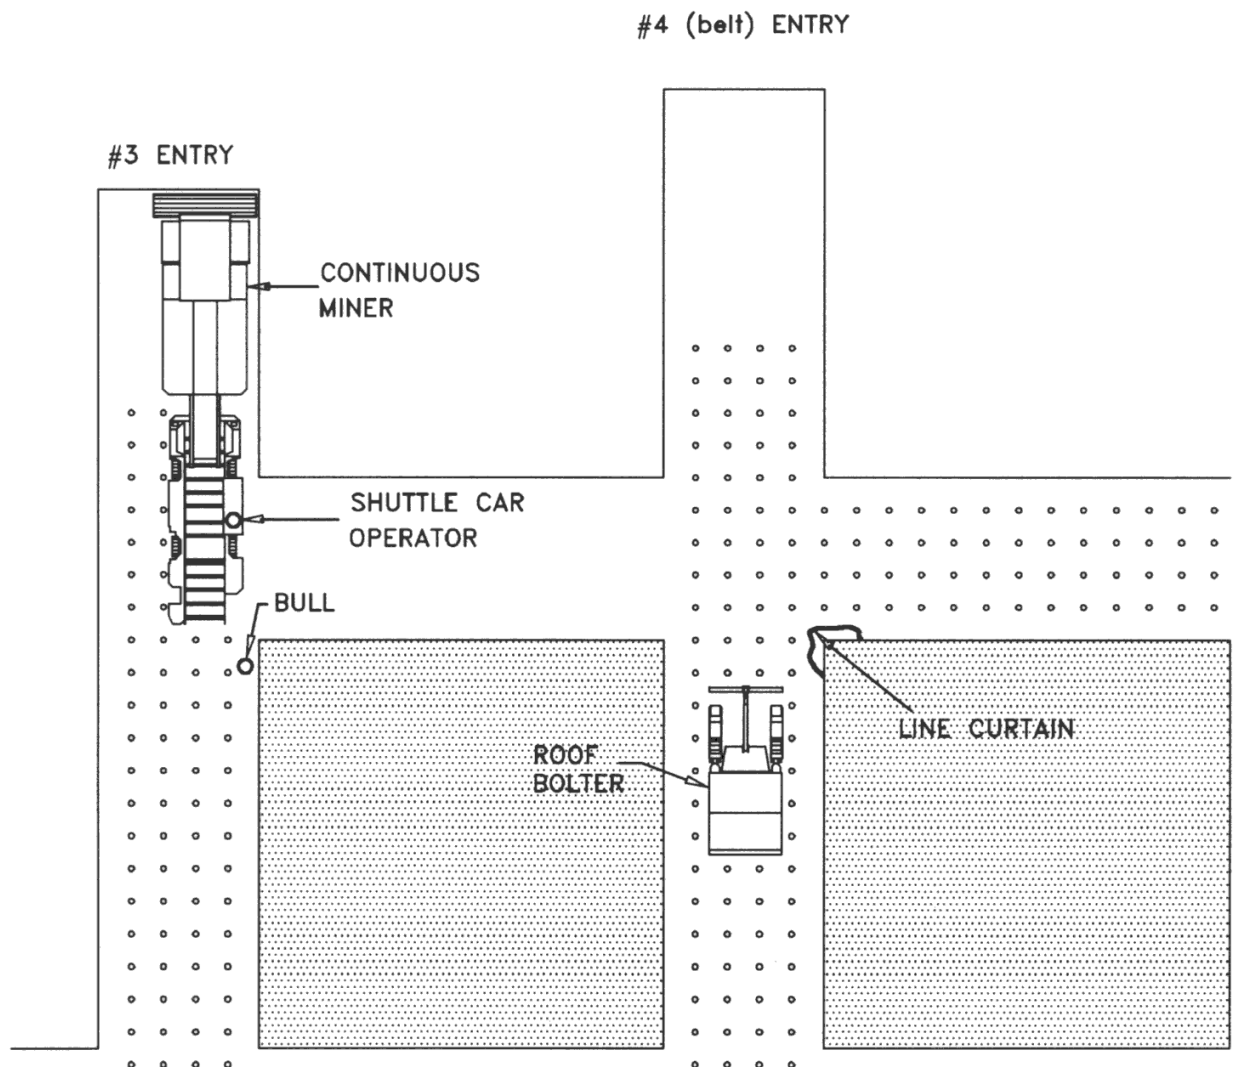 #4 (belt) ENTRY
#3 ENTRY
CONTINUOUS
MINER
SHUTTLE CAR
OPERATOR
BULL
LINE CURTAIN
ROOF
BOLTER